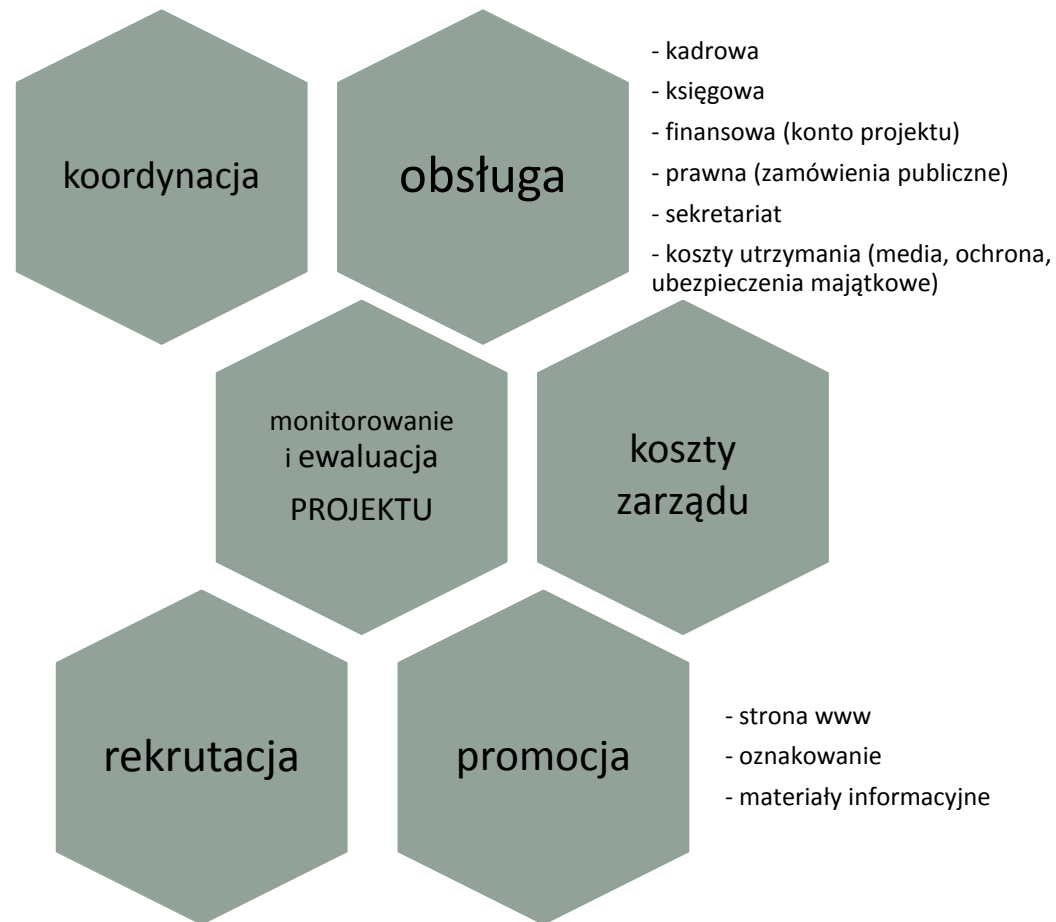 koordynacja
obsługa
- kadrowa
- księgowa
- finansowa (konto projektu)
- prawna (zamówienia publiczne)
- sekretariat
- koszty utrzymania (media, ochrona,
ubezpieczenia majątkowe)
monitorowanie
i ewaluacja
PROJEKTU
koszty
zarządu
rekrutacja
promocja
- strona www
- oznakowanie
- materiały informacyjne